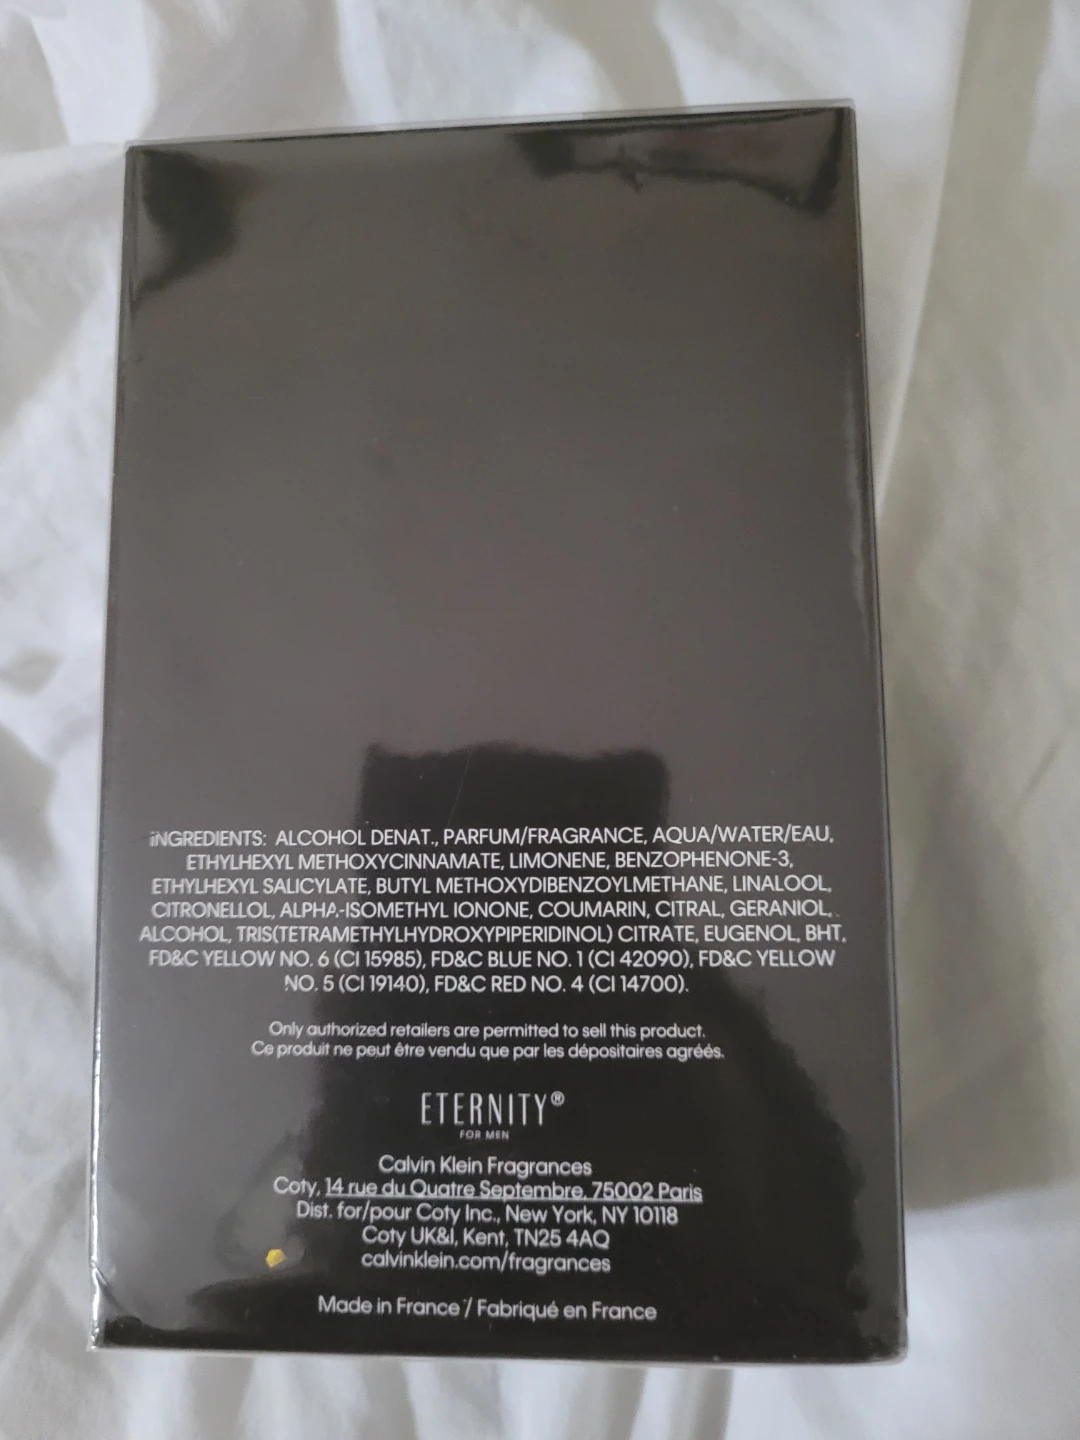 INGREDIENTS: ALCOHOL DENAT., PARFUM/FRAGRANCE, AQUA/WATER/EAU,
ETHYLHEXYL METHOXYCINNAMATE, LIMONENE, BENZOPHENONE-3,
ETHYLHEXYL SALICYLATE, BUTYL METHOXYDIBENZOYLMETHANE, LINALOOL,
CITRONELLOL, ALPHA-ISOMETHYL IONONE, COUMARIN, CITRAL, GERANIOL,
ALCOHOL, TRIS(TETRAMETHYLHYDROXYPIPERIDINOL) CITRATE, EUGENOL, BHT,
FD&C YELLOW NO. 6 (CI 15985), FD&C BLUE NO. 1 (CI 42090), FD&C YELLOW
NO. 5 (CI 19140), FD&C RED NO. 4 (CI 14700).
Only authorized retailers are permitted to sell this product.
Ce produit ne peut être vendu que par les dépositaires agréés.
ETERNITY®
FOR MEN
Calvin Klein Fragrances
Coty, 14 rue du Quatre Septembre, 75002 Paris
Dist. for/pour Coty Inc., New York, NY 10118
Coty UK&I, Kent, TN25 4AQ
calvinklein.com/fragrances
Made in France / Fabriqué en France